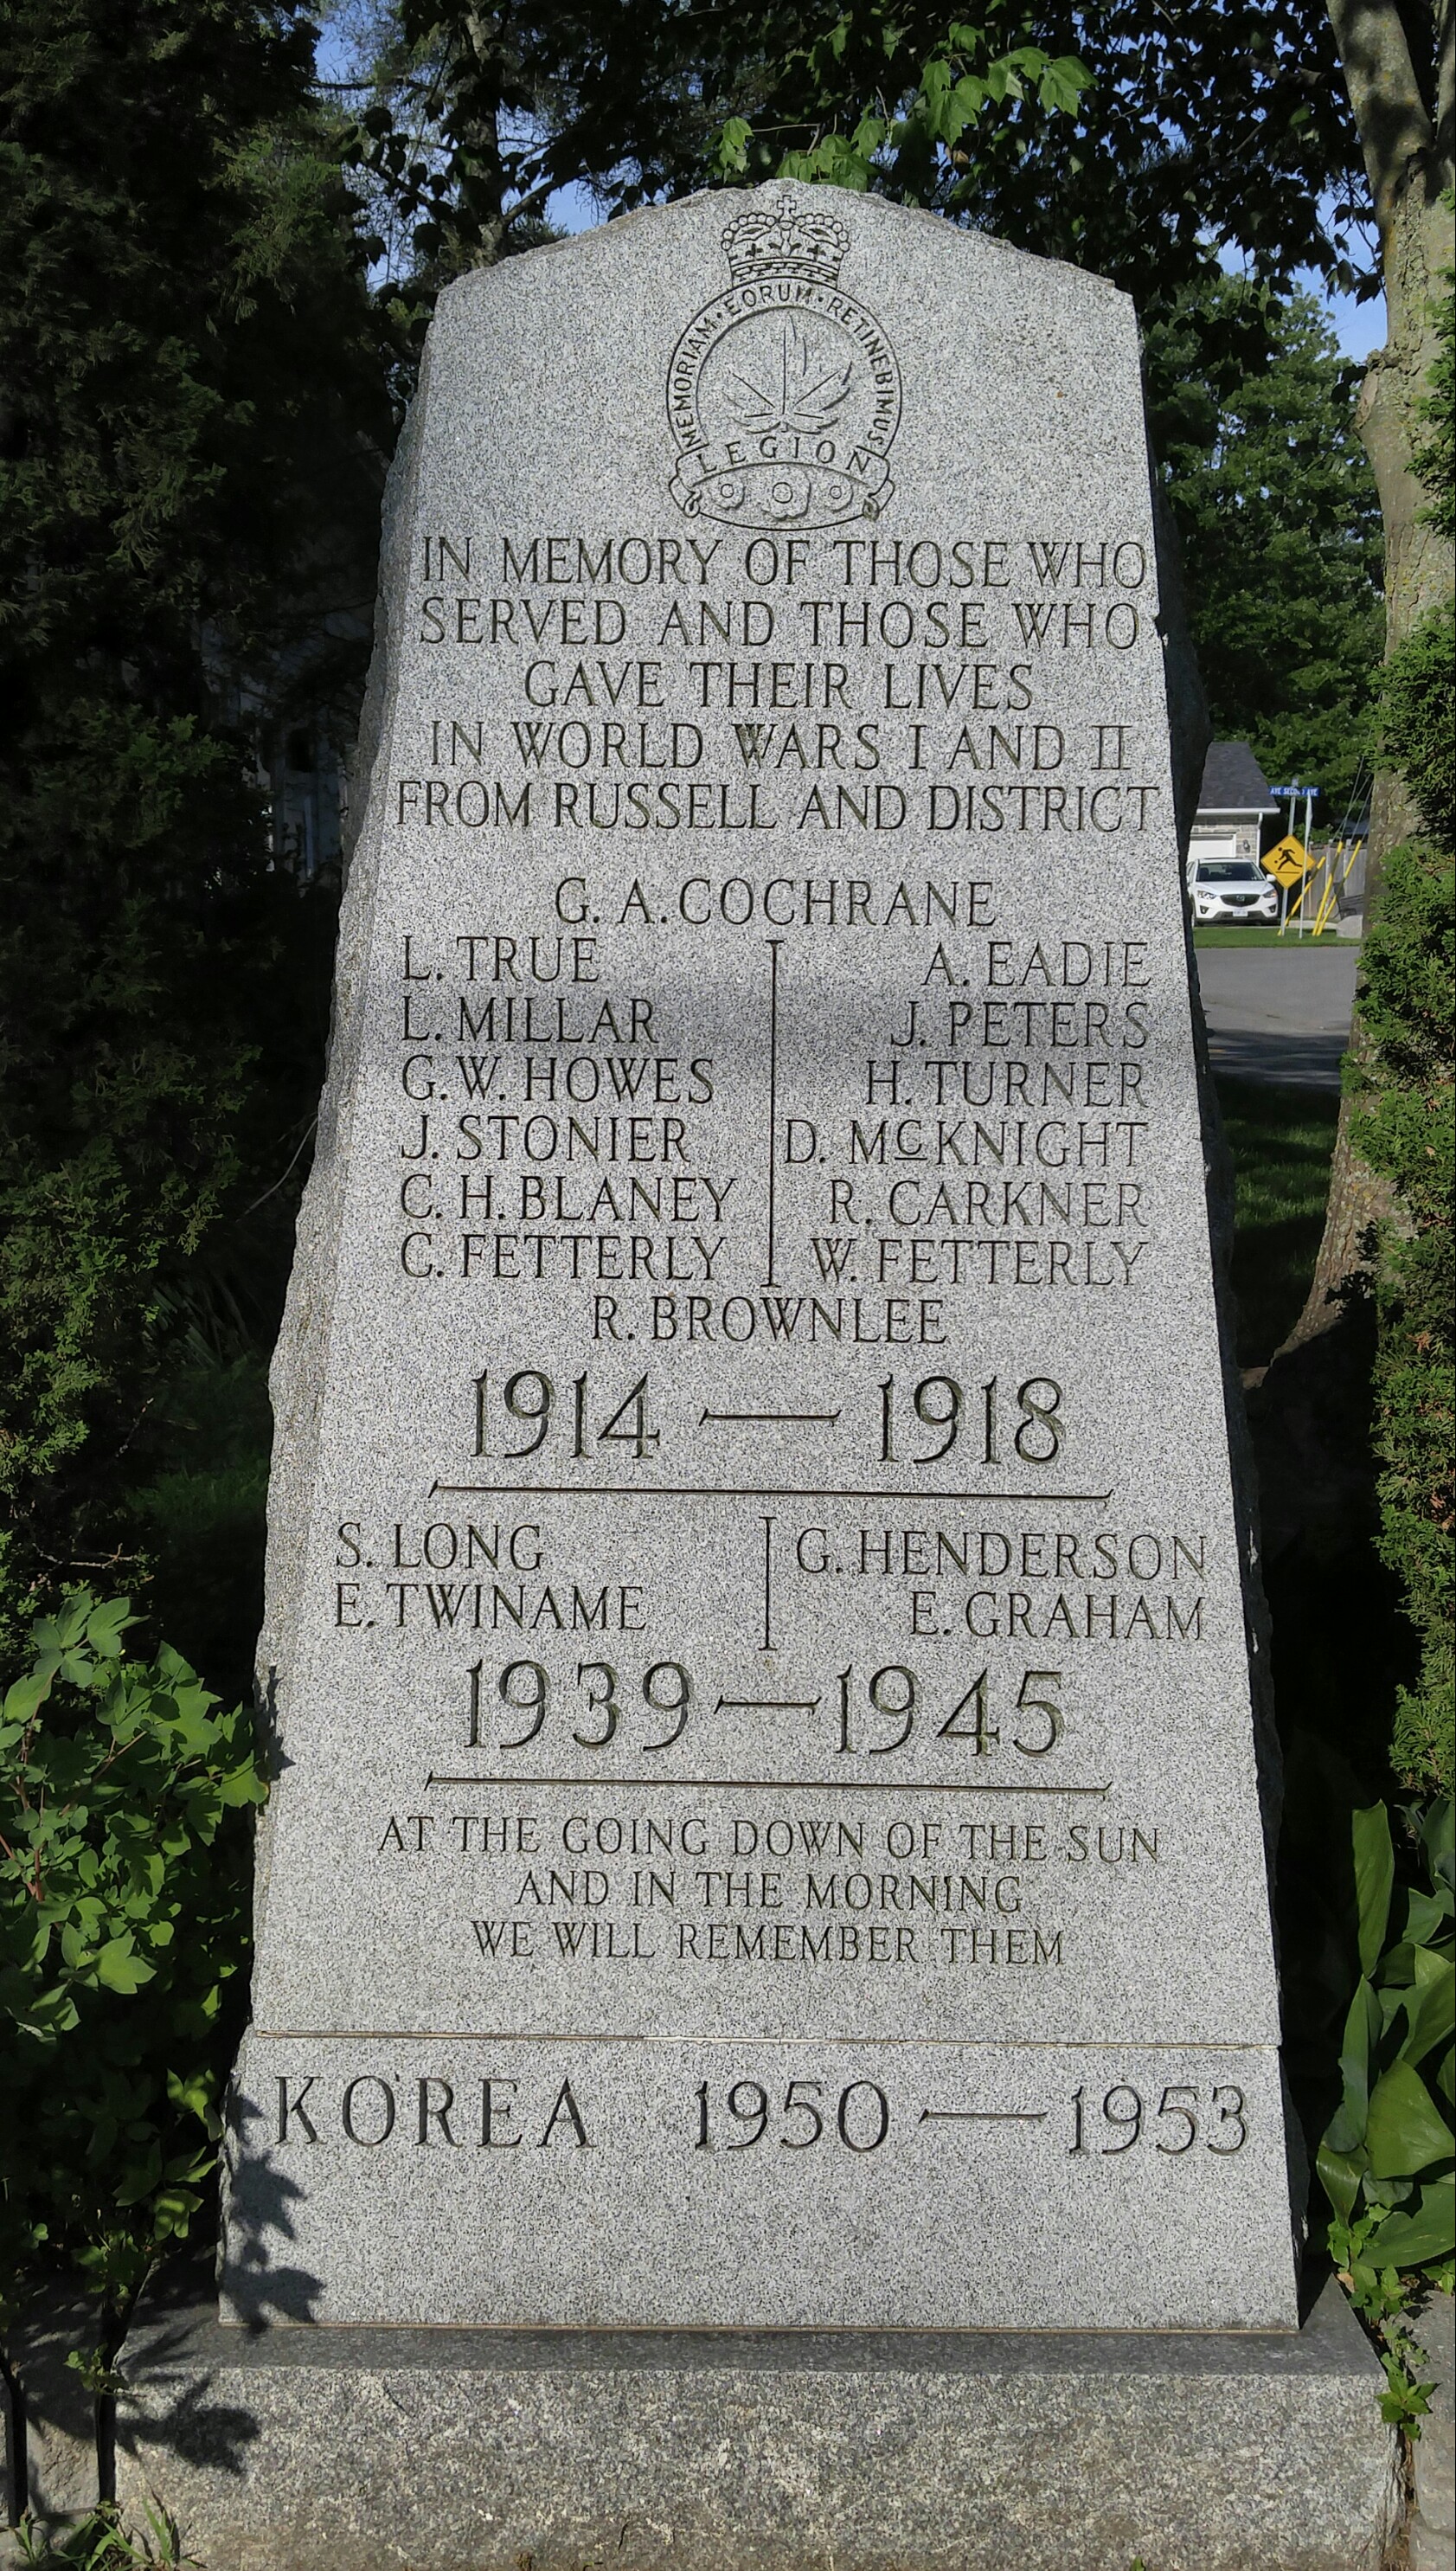 MEMORIAM · EORUM · RETINEBIMUS
LEGION
IN MEMORY OF THOSE WHO
SERVED AND THOSE WHO
GAVE THEIR LIVES
IN WORLD WARS I AND II
FROM RUSSELL AND DISTRICT
G. A. COCHRANE
L. TRUE A. EADIE
L. MILLAR J. PETERS
G. W. HOWES H. TURNER
J. STONIER D. McKNIGHT
C. H. BLANEY R. CARKNER
C. FETTERLY W. FETTERLY
R. BROWNLEE
1914 — 1918
S. LONG G. HENDERSON
E. TWINAME E. GRAHAM
1939 — 1945
AT THE GOING DOWN OF THE SUN
AND IN THE MORNING
WE WILL REMEMBER THEM
KOREA 1950 — 1953